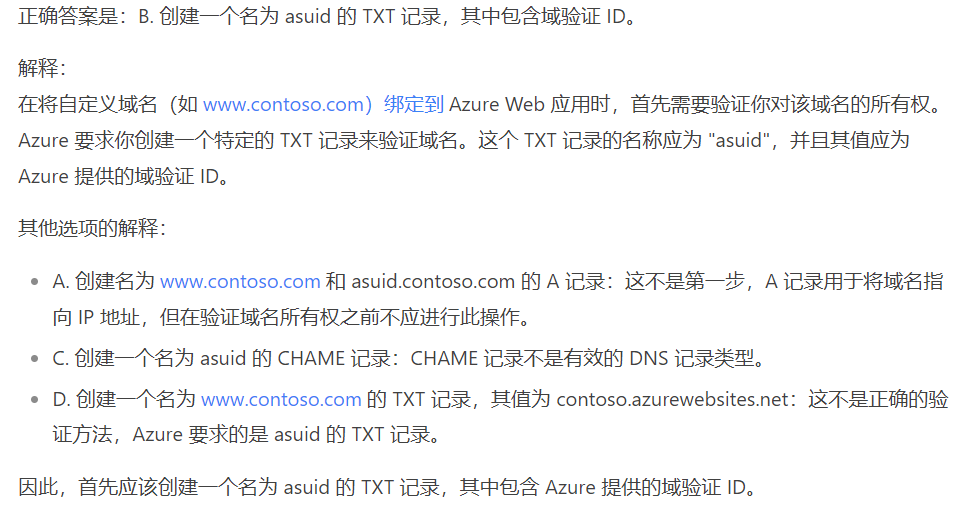 正确答案是：B. 创建一个名为 asuid 的 TXT 记录，其中包含域验证 ID。
解释：
在将自定义域名（如 www.contoso.com）绑定到 Azure Web 应用时，首先需要验证你对该域名的所有权。
Azure 要求你创建一个特定的 TXT 记录来验证域名。这个 TXT 记录的名称应为 "asuid"，并且其值应为
Azure 提供的域验证 ID。
其他选项的解释：
• A. 创建名为 www.contoso.com 和 asuid.contoso.com 的 A 记录：这不是第一步，A 记录用于将域名指
向 IP 地址，但在验证域名所有权之前不应进行此操作。
• C. 创建一个名为 asuid 的 CHAME 记录：CHAME 记录不是有效的 DNS 记录类型。
• D. 创建一个名为 www.contoso.com 的 TXT 记录，其值为 contoso.azurewebsites.net：这不是正确的验
证方法，Azure 要求的是 asuid 的 TXT 记录。
因此，首先应该创建一个名为 asuid 的 TXT 记录，其中包含 Azure 提供的域验证 ID。